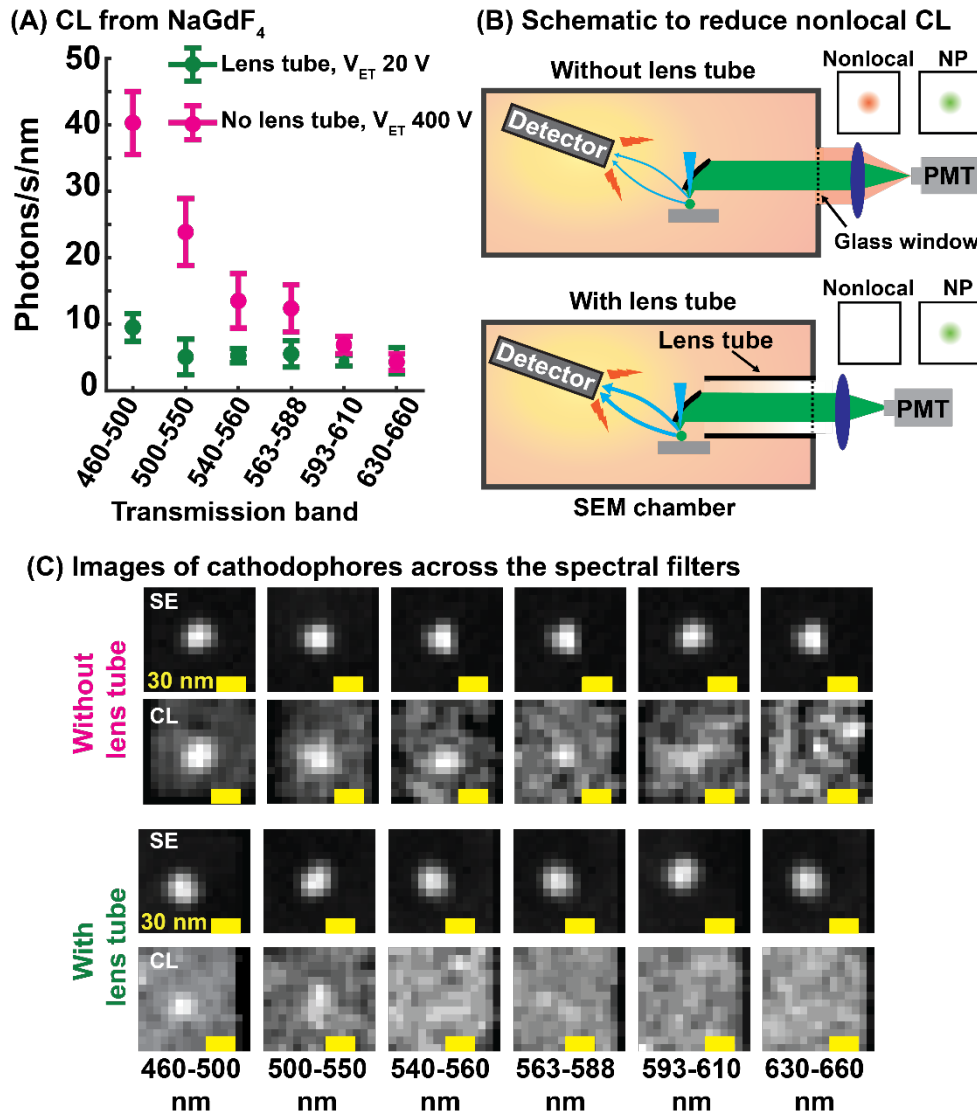 (A) CL from NaGdF4
Lens tube, VET 20 V
No lens tube, VET 400 V
50
40
30
20
10
0
Photons/s/nm
460-500
500-550
540-560
563-588
593-610
630-660
Transmission band
(B) Schematic to reduce nonlocal CL
Without lens tube
Nonlocal
NP
Detector
PMT
Glass window
With lens tube
Nonlocal
NP
Lens tube
Detector
PMT
SEM chamber
(C) Images of cathodophores across the spectral filters
Without
lens tube
SE
30 nm
CL
With
lens tube
SE
30 nm
CL
460-500 500-550 540-560 563-588 593-610 630-660
nm nm nm nm nm nm